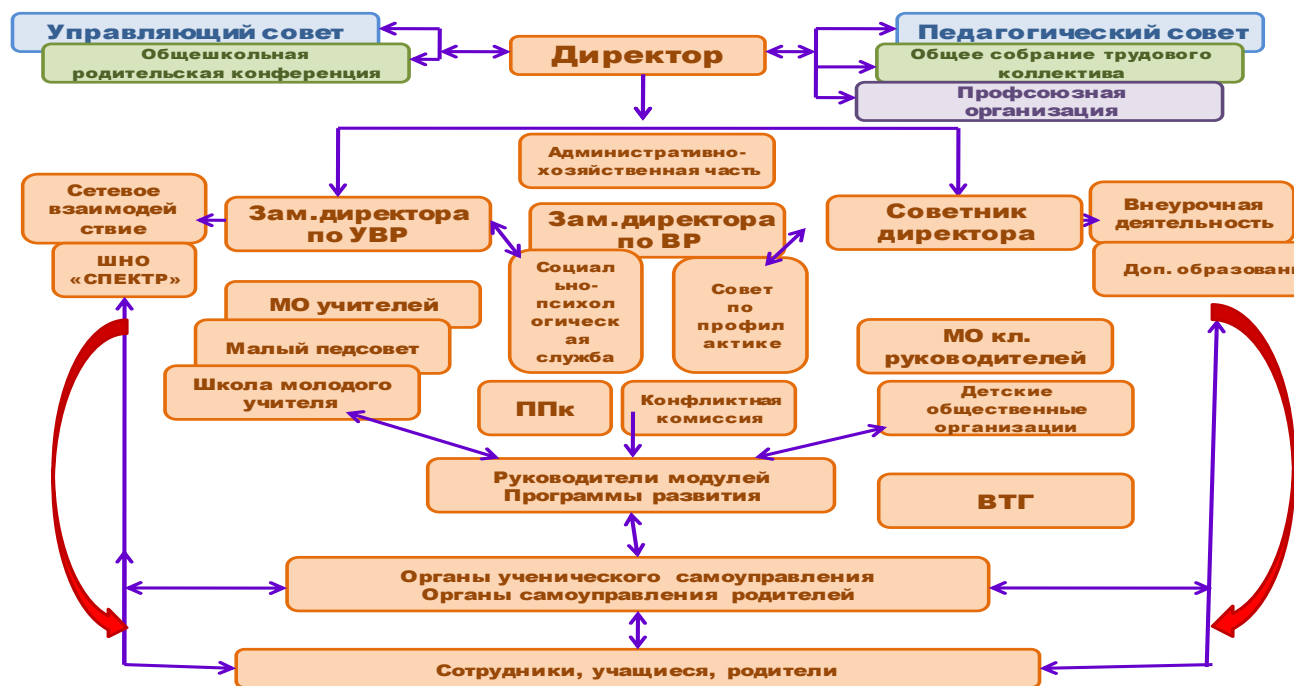 Управляющий совет
Общешкольная
родительская конференция
Директор
Педагогический совет
Общее собрание трудового
коллектива
Профсоюзная
организация
Административно-
хозяйственная часть
Сетевое
взаимодей
ствие
ШНО
«СПЕКТР»
Зам.директора
по УВР
Зам.директора
по ВР
Советник
директора
Внеурочная
деятельность
Доп. образовани
Социал
ьно-
психол
огическ
ая
служба
Совет
по
профил
актике
МО учителей
Малый педсовет
Школа молодого
учителя
МО кл.
руководителей
ППк
Конфликтная
комиссия
Детские
общественные
организации
Руководители модулей
Программы развития
ВТГ
Органы ученического самоуправления
Органы самоуправления родителей
Сотрудники, учащиеся, родители